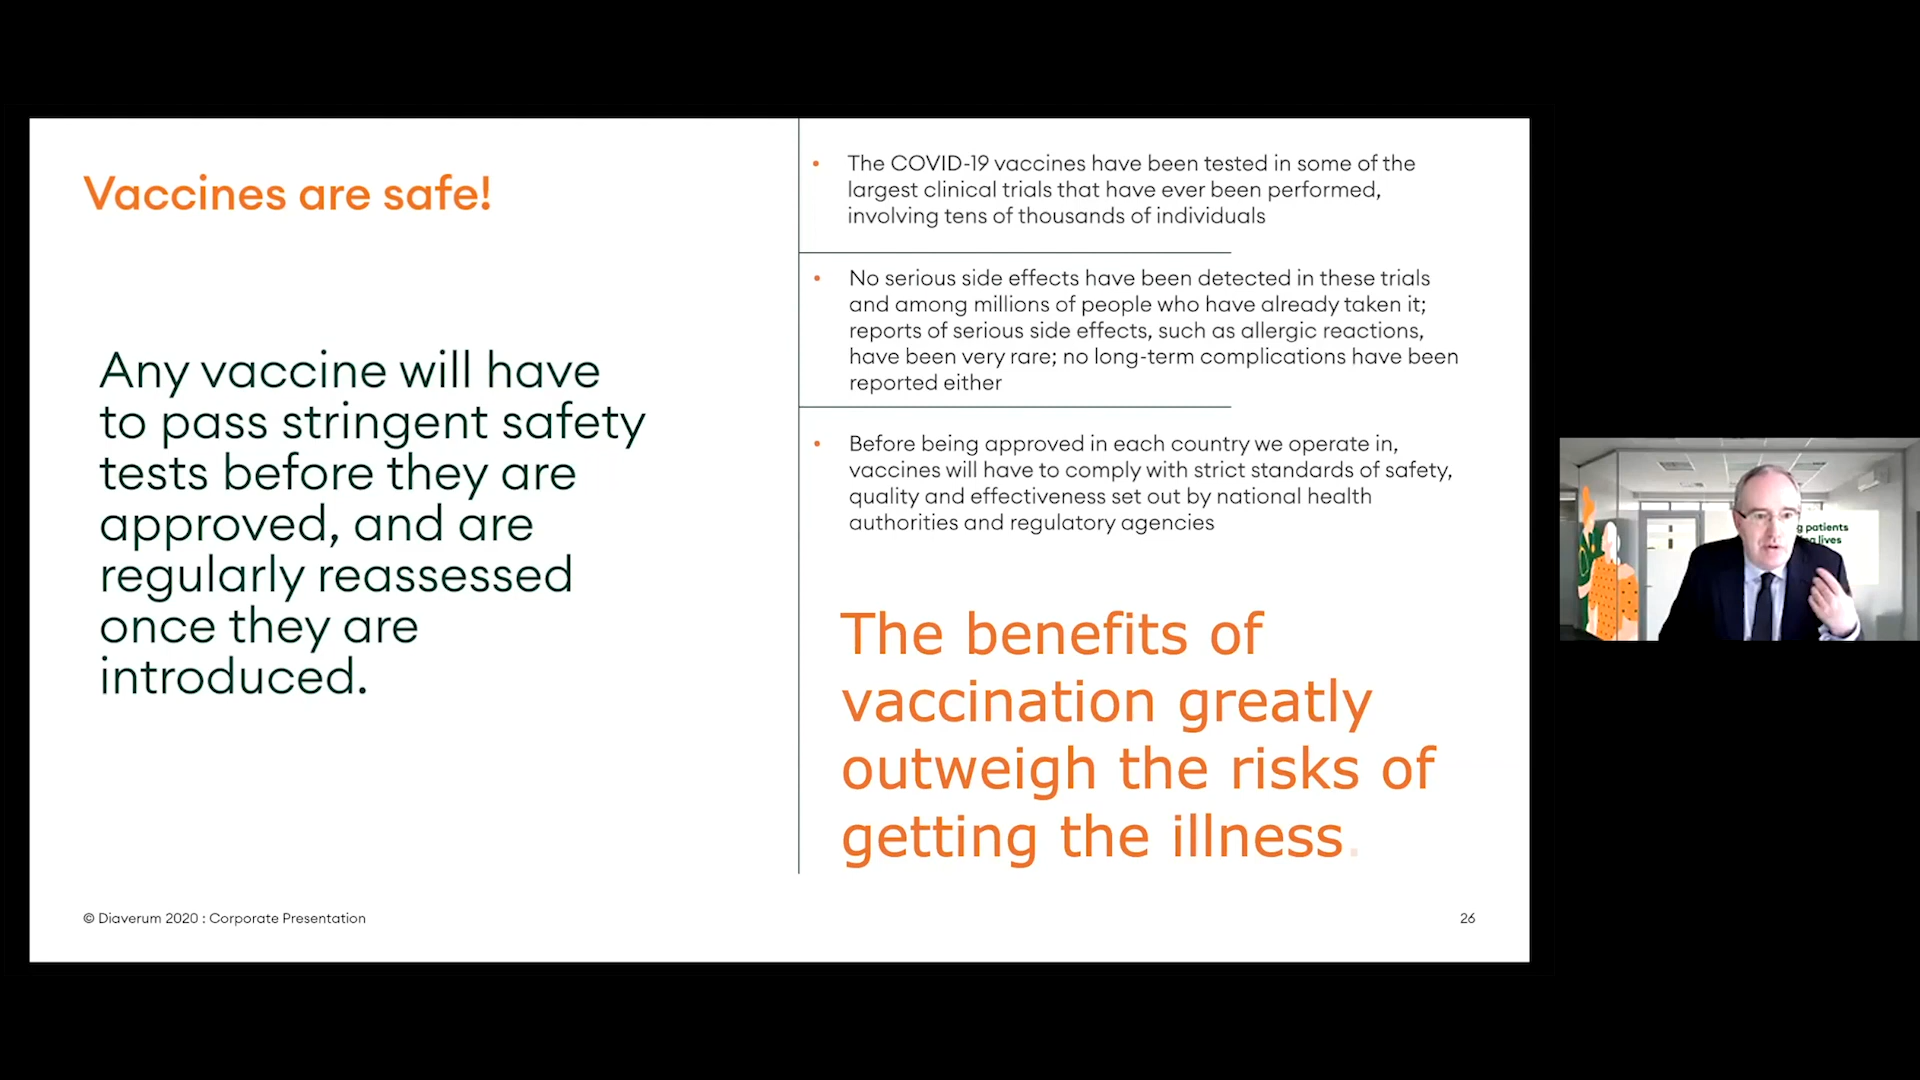 Vaccines are safe!
Any vaccine will have
to pass stringent safety
tests before they are
approved, and are
regularly reassessed
once they are
introduced.
• The COVID-19 vaccines have been tested in some of the
largest clinical trials that have ever been performed,
involving tens of thousands of individuals
• No serious side effects have been detected in these trials
and among millions of people who have already taken it;
reports of serious side effects, such as allergic reactions,
have been very rare; no long-term complications have been
reported either
• Before being approved in each country we operate in,
vaccines will have to comply with strict standards of safety,
quality and effectiveness set out by national health
authorities and regulatory agencies
The benefits of
vaccination greatly
outweigh the risks of
getting the illness.
© Diaverum 2020 : Corporate Presentation
26
patients
lives